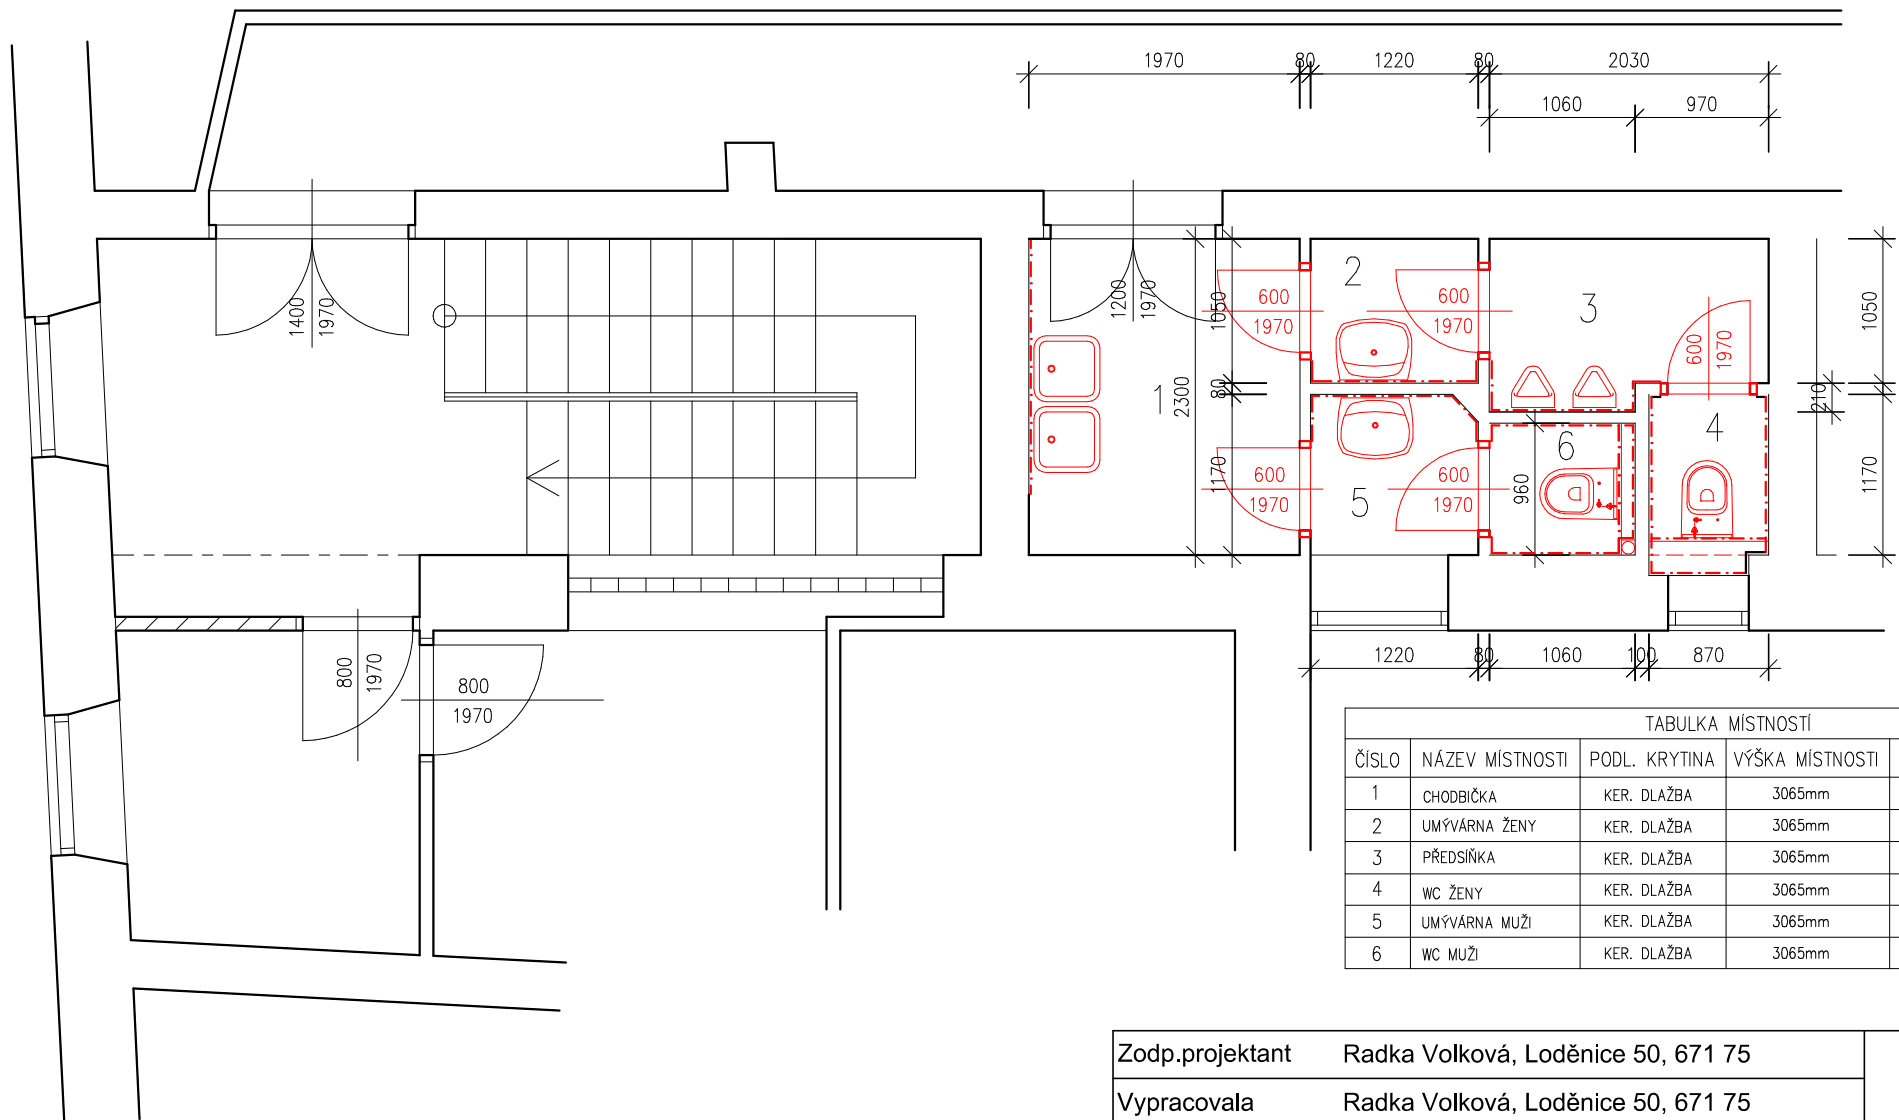 1970 80 1220 80 2030
1060 970
1400
1970
1200
1970
1050
2300
80
1170
600
1970
2
600
1970
3
600
1970
1050
210
1170
1
4
600
1970
5
600
1970
6
960
800
1970
800
1970
1220 80 1060 100 870
TABULKA MÍSTNOSTÍ
ČÍSLO NÁZEV MÍSTNOSTI PODL. KRYTINA VÝŠKA MÍSTNOSTI
1 CHODBIČKA KER. DLAŽBA 3065mm
2 UMÝVÁRNA ŽENY KER. DLAŽBA 3065mm
3 PŘEDSÍŇKA KER. DLAŽBA 3065mm
4 WC ŽENY KER. DLAŽBA 3065mm
5 UMÝVÁRNA MUŽI KER. DLAŽBA 3065mm
6 WC MUŽI KER. DLAŽBA 3065mm
Zodp.projektant Radka Volková, Loděnice 50, 671 75
Vypracovala Radka Volková, Loděnice 50, 671 75